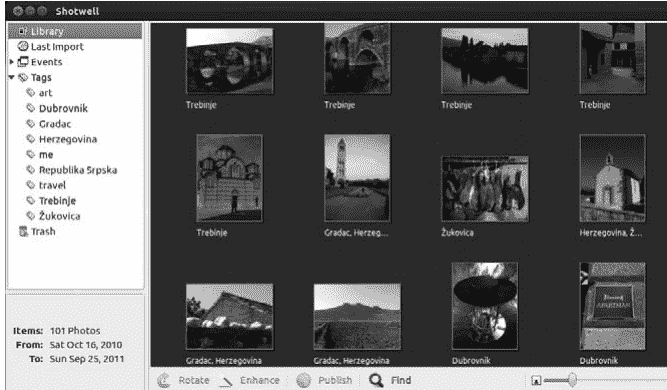 Shotwell
Library
Last Import
Events
Tags
art
Dubrovnik
Gradac
Herzegovina
me
Republika Srpska
travel
Trebinje
Žukovica
Trash
Items: 101 Photos
From: Sat Oct 16, 2010
To: Sun Sep 25, 2011
Trebinje Trebinje Trebinje Trebinje
Trebinje Gradac, Herzeg... Žukovica Herzegovina, Ž...
Gradac, Herzegovina Gradac, Herzegovina Dubrovnik Dubrovnik
Rotate Enhance Publish Find